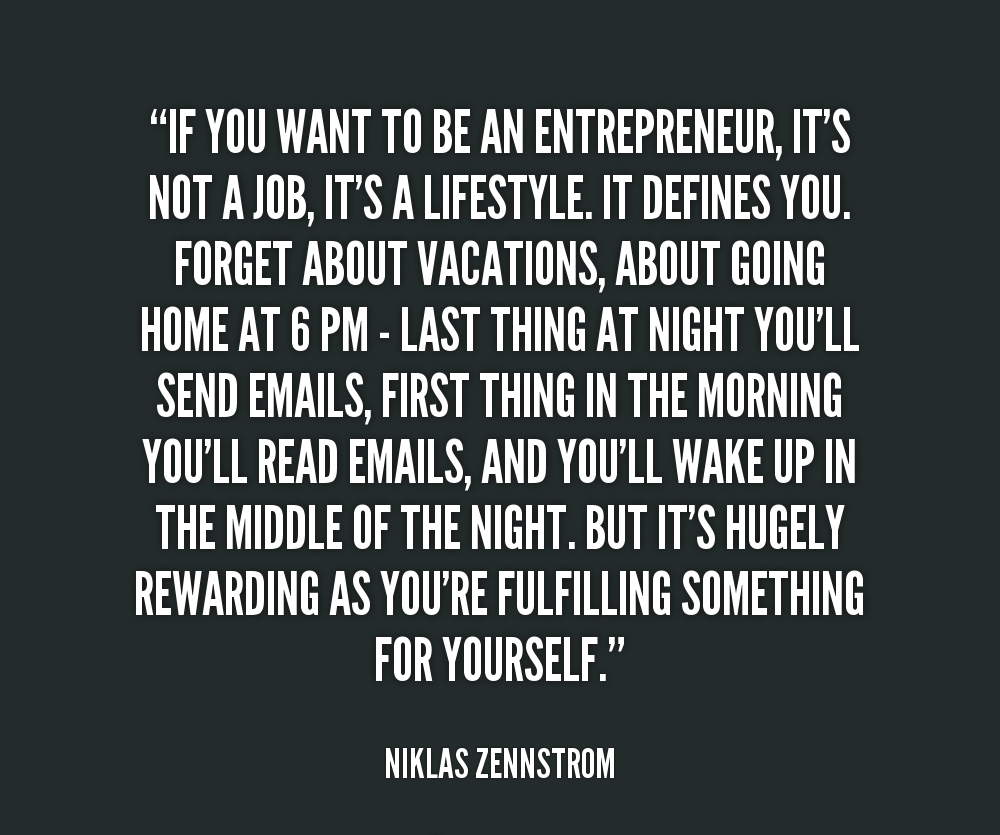 “IF YOU WANT TO BE AN ENTREPRENEUR, IT’S
NOT A JOB, IT’S A LIFESTYLE. IT DEFINES YOU.
FORGET ABOUT VACATIONS, ABOUT GOING
HOME AT 6 PM - LAST THING AT NIGHT YOU’LL
SEND EMAILS, FIRST THING IN THE MORNING
YOU’LL READ EMAILS, AND YOU’LL WAKE UP IN
THE MIDDLE OF THE NIGHT. BUT IT’S HUGELY
REWARDING AS YOU’RE FULFILLING SOMETHING
FOR YOURSELF.”
NIKLAS ZENNSTROM